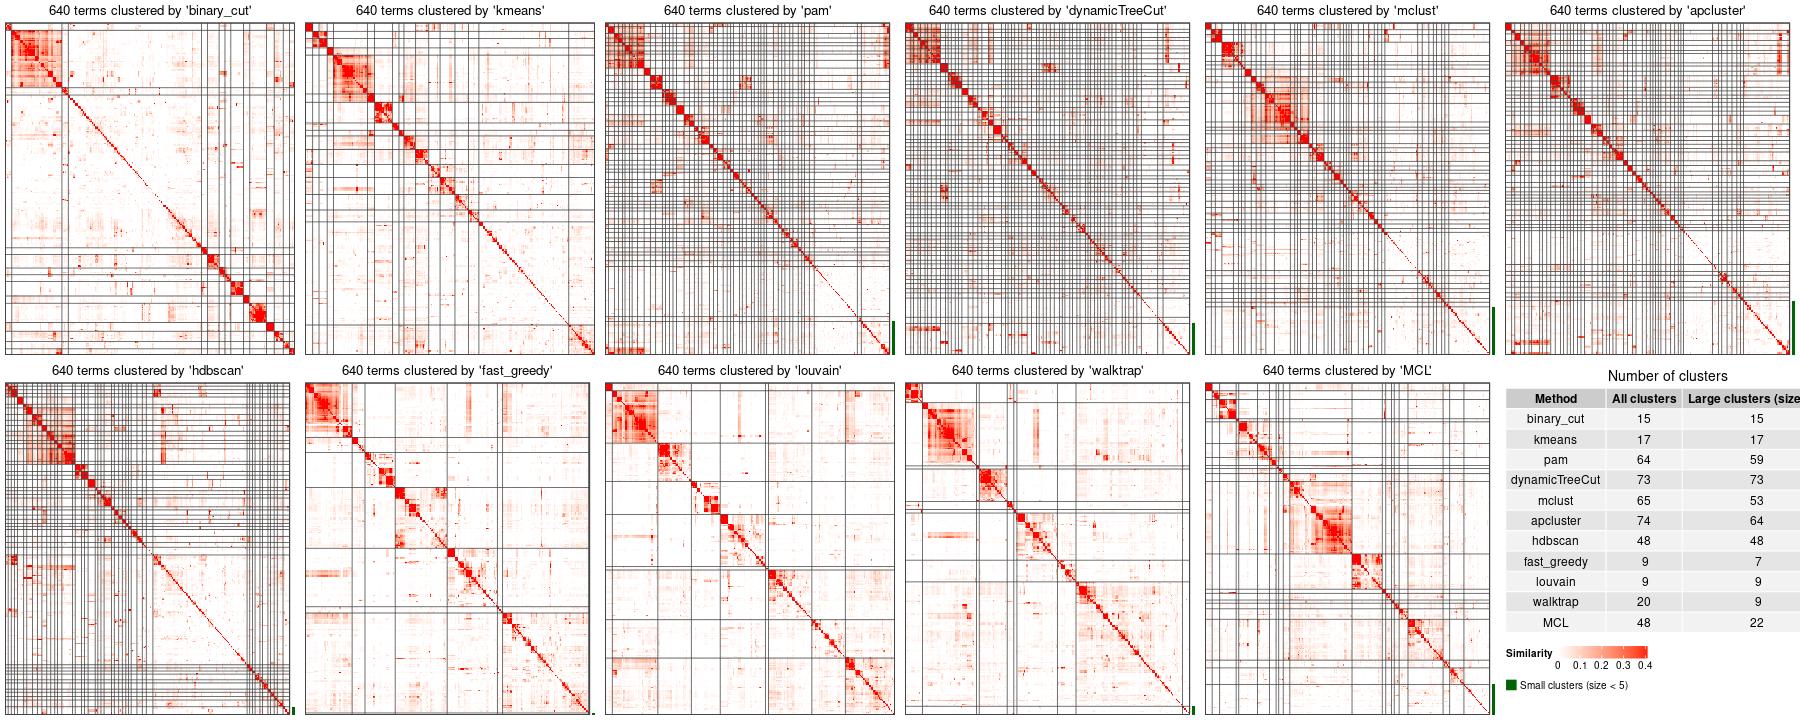 640 terms clustered by 'binary_cut'
640 terms clustered by 'kmeans'
640 terms clustered by 'pam'
640 terms clustered by 'dynamicTreeCut'
640 terms clustered by 'mclust'
640 terms clustered by 'apcluster'
640 terms clustered by 'hdbscan'
640 terms clustered by 'fast_greedy'
640 terms clustered by 'louvain'
640 terms clustered by 'walktrap'
640 terms clustered by 'MCL'
Number of clusters
Method All clusters Large clusters (size
binary_cut 15 15
kmeans 17 17
pam 64 59
dynamicTreeCut 73 73
mclust 65 53
apcluster 74 64
hdbscan 48 48
fast_greedy 9 7
louvain 9 9
walktrap 20 9
MCL 48 22
Similarity
0 0.1 0.2 0.3 0.4
Small clusters (size < 5)